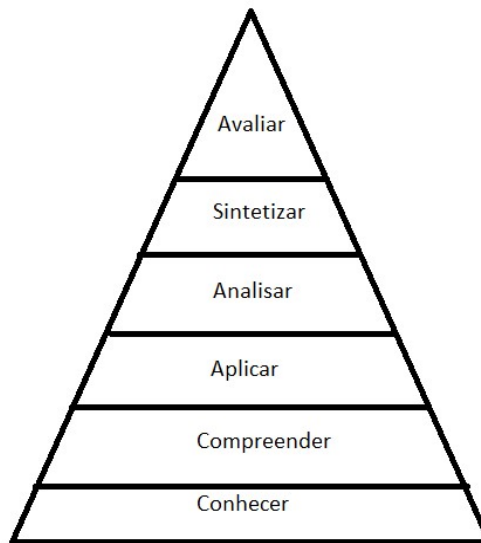 Avaliar
Sintetizar
Analisar
Aplicar
Compreender
Conhecer